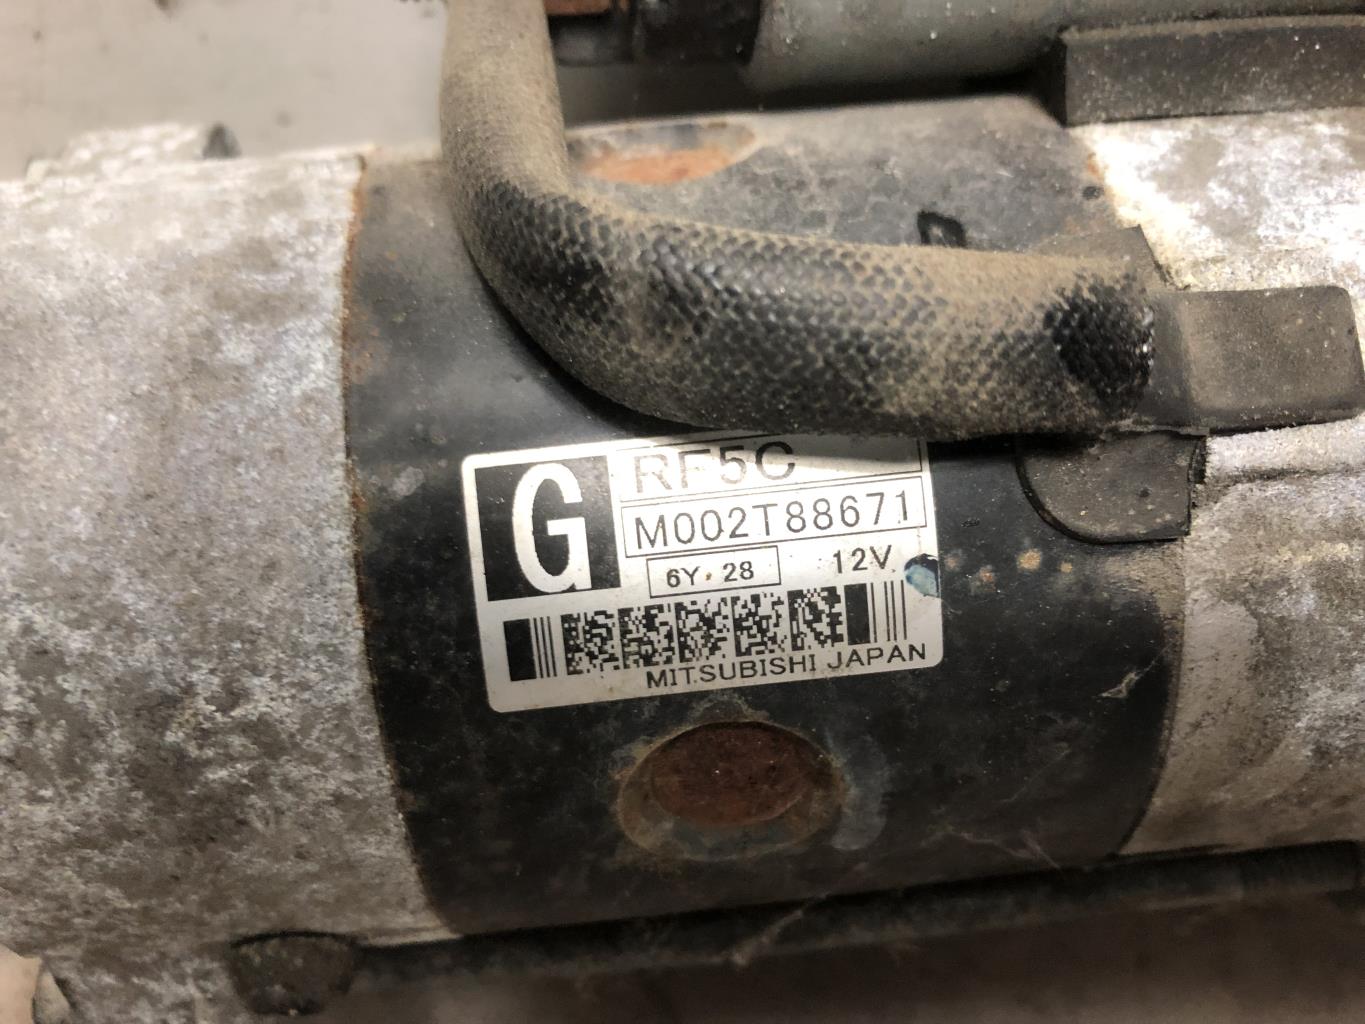 G
RF5C
M002T88671
6Y. 28
12V
MITSUBISHI JAPAN